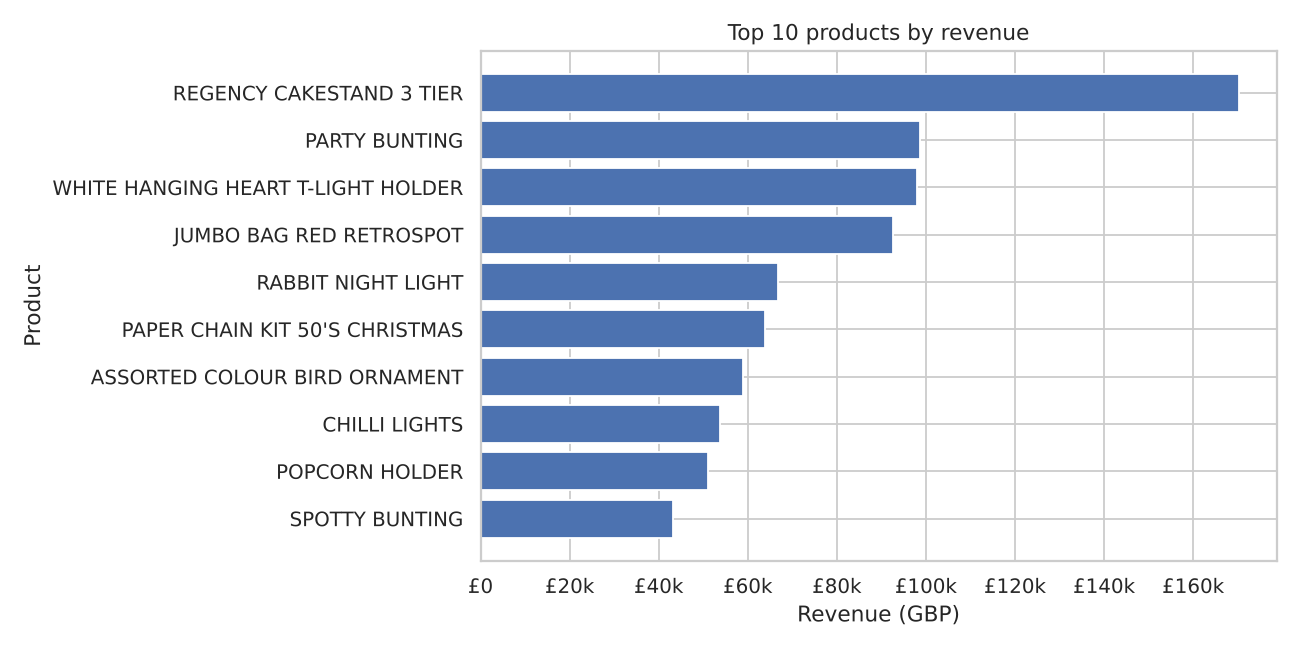 Top 10 products by revenue
Product
REGENCY CAKESTAND 3 TIER
PARTY BUNTING
WHITE HANGING HEART T-LIGHT HOLDER
JUMBO BAG RED RETROSPOT
RABBIT NIGHT LIGHT
PAPER CHAIN KIT 50'S CHRISTMAS
ASSORTED COLOUR BIRD ORNAMENT
CHILLI LIGHTS
POPCORN HOLDER
SPOTTY BUNTING
£0 £20k £40k £60k £80k £100k £120k £140k £160k
Revenue (GBP)